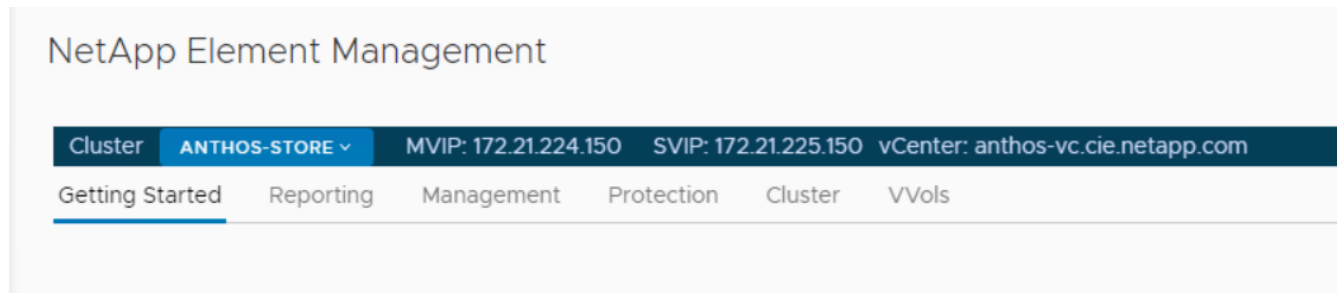 NetApp Element Management
Cluster ANTHOS-STORE MVIP: 172.21.224.150 SVIP: 172.21.225.150 vCenter: anthos-vc.cie.netapp.com
Getting Started Reporting Management Protection Cluster VVols